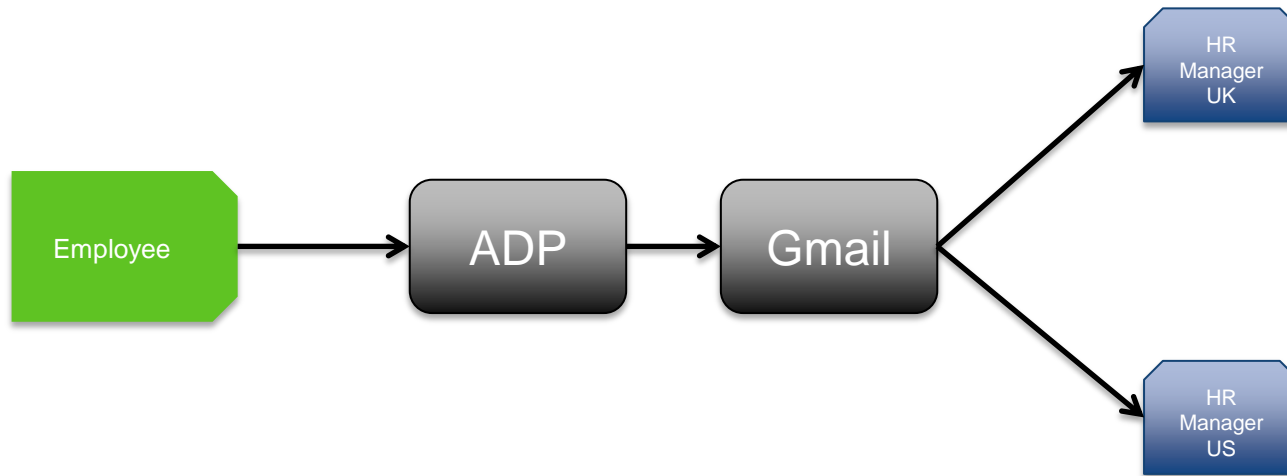 HR
Manager
UK
Employee
ADP
Gmail
HR
Manager
US